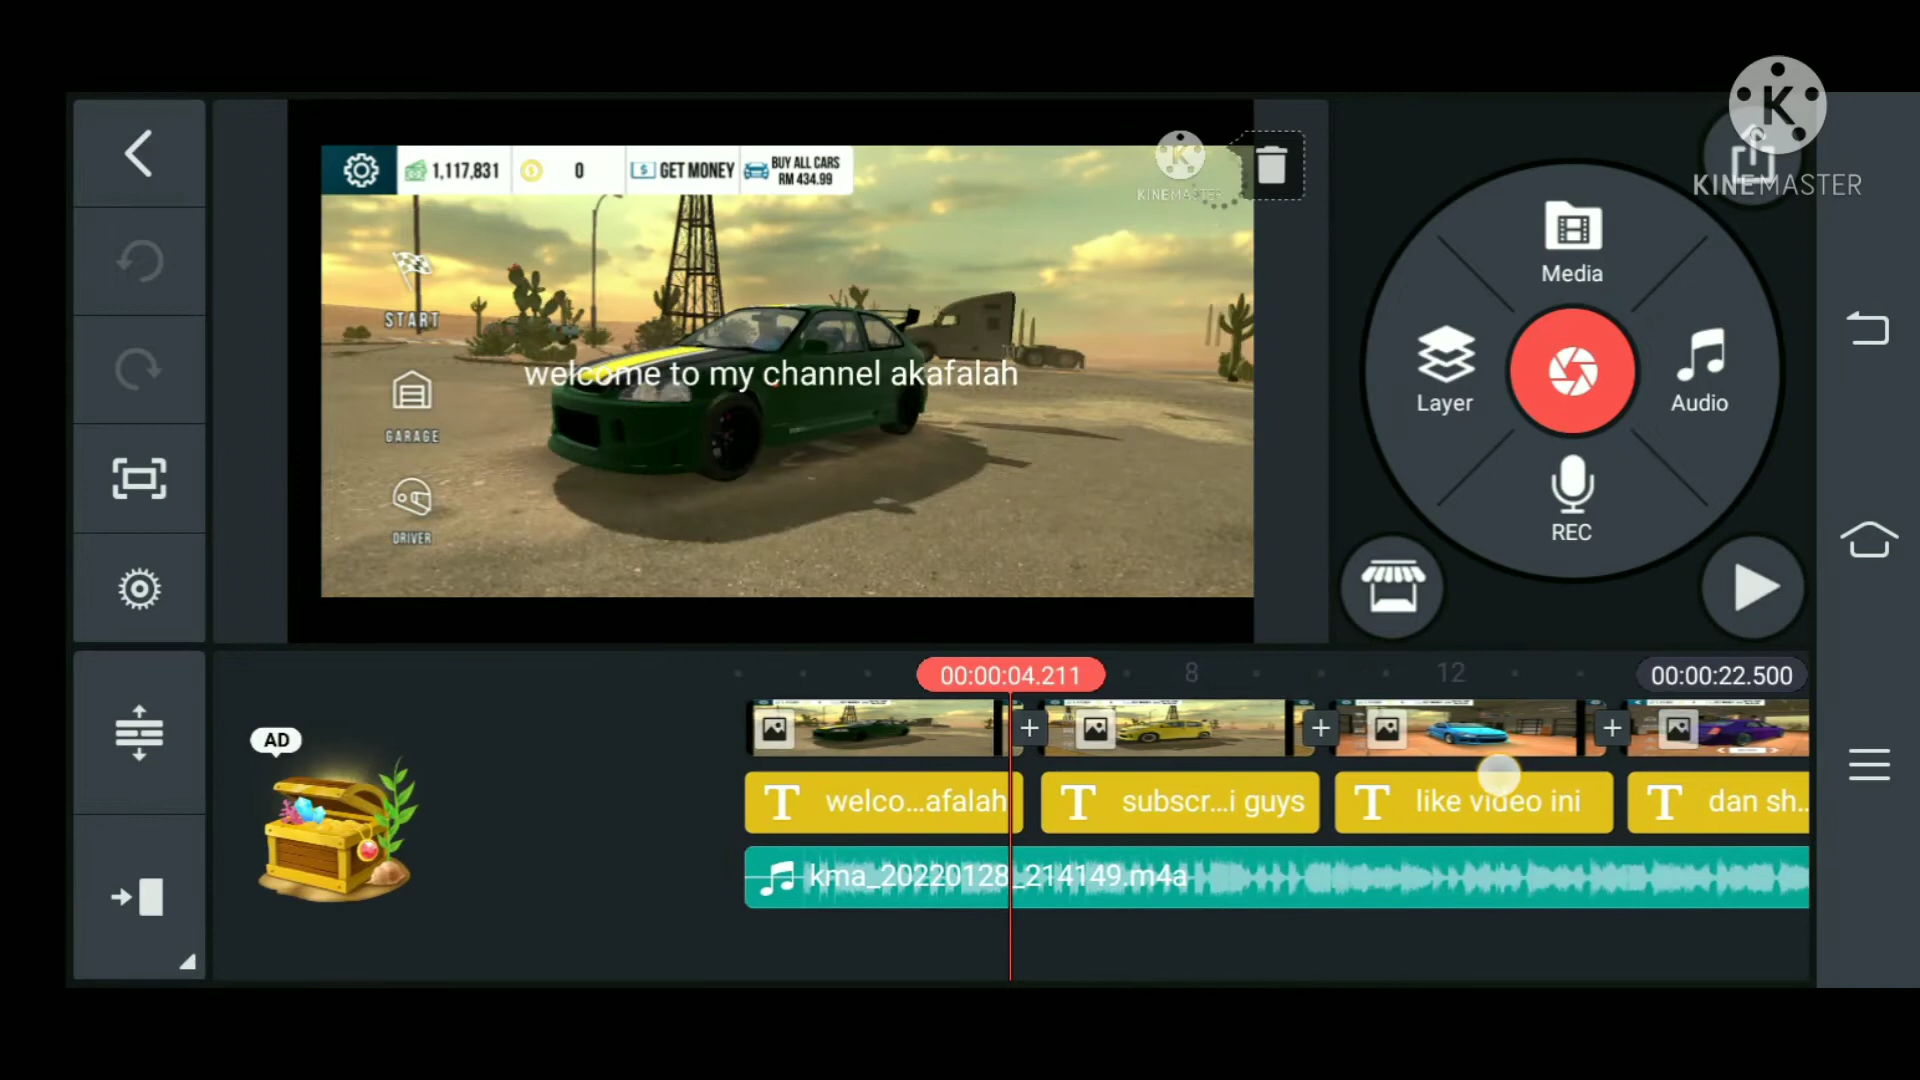 1,117,831
0
GET MONEY
BUY ALL CARS
RM 434.99
KINEMASTER
KINEMASTER
START
GARAGE
DRIVER
welcome to my channel akafalah
Media
Layer
Audio
REC
00:00:04.211
8
12
00:00:22.500
AD
welco...afalah
subscr...i guys
like video ini
dan sh..
kma_20220128_214149.m4a